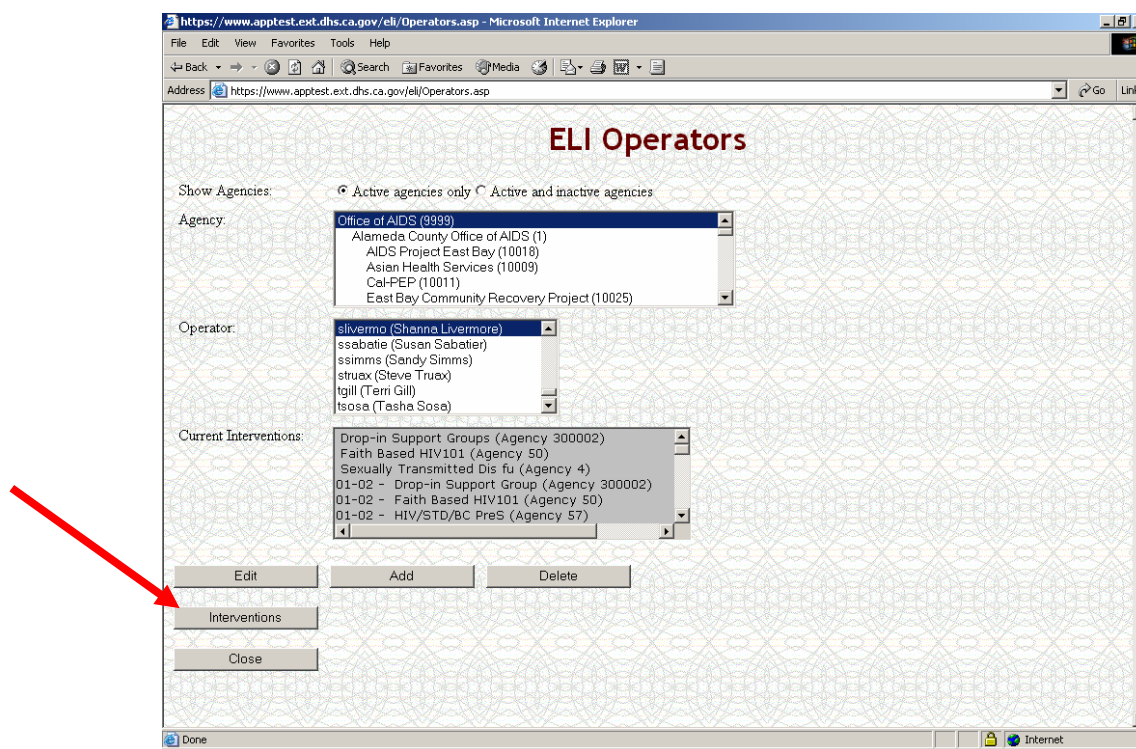 https://www.apptest.ext.dhs.ca.gov/eli/Operators.asp - Microsoft Internet Explorer
File Edit View Favorites Tools Help
Back Search Favorites Media
Address https://www.apptest.ext.dhs.ca.gov/eli/Operators.asp Go
ELI Operators
Show Agencies: Active agencies only Active and inactive agencies
Agency: Office of AIDS (9999)
Alameda County Office of AIDS (1)
AIDS Project East Bay (10018)
Asian Health Services (10009)
Cal-PEP (10011)
East Bay Community Recovery Project (10025)
Operator: slivermo (Shanna Livermore)
ssabatie (Susan Sabatier)
ssimms (Sandy Simms)
struax (Steve Truax)
tgill (Terri Gill)
tsosa (Tasha Sosa)
Current Interventions: Drop-in Support Groups (Agency 300002)
Faith Based HIV101 (Agency 50)
Sexually Transmitted Dis fu (Agency 4)
01-02 - Drop-in Support Group (Agency 300002)
01-02 - Faith Based HIV101 (Agency 50)
01-02 - HIV/STD/BC PreS (Agency 57)
Edit Add Delete
Interventions
Close
Done Internet